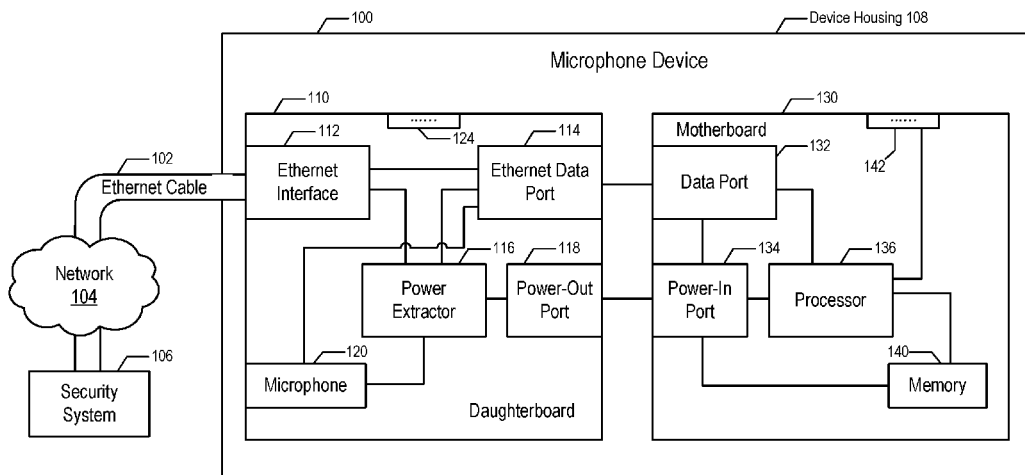 100
Device Housing 108
Microphone Device
110
130
112
124
114
Motherboard
142
132
102
Ethernet Cable
Ethernet
Interface
Ethernet Data
Port
Data Port
116
118
134
136
Network
104
Power
Extractor
Power-Out
Port
Power-In
Port
Processor
106
120
140
Security
System
Microphone
Memory
Daughterboard